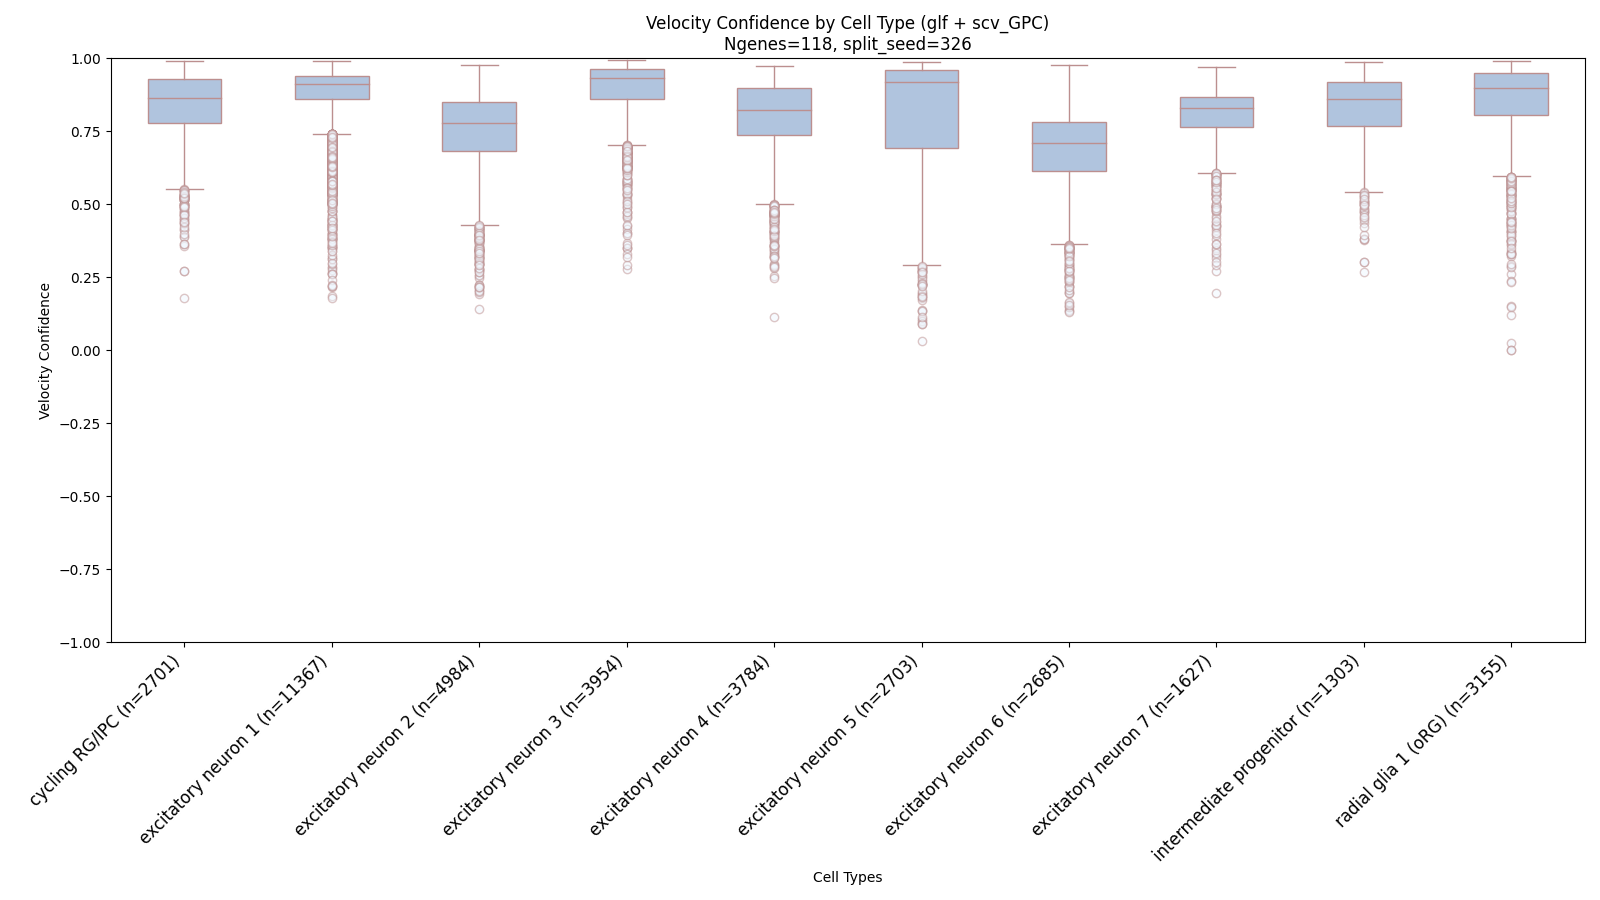 Velocity Confidence by Cell Type (glf + scv_GPC)
Ngenes=118, split_seed=326
1.00
0.75
0.50
0.25
0.00
−0.25
−0.50
−0.75
−1.00
Velocity Confidence
cycling RG/IPC (n=2701)
excitatory neuron 1 (n=11367)
excitatory neuron 2 (n=4984)
excitatory neuron 3 (n=3954)
excitatory neuron 4 (n=3784)
excitatory neuron 5 (n=2703)
excitatory neuron 6 (n=2685)
excitatory neuron 7 (n=1627)
intermediate progenitor (n=1303)
radial glia 1 (oRG) (n=3155)
Cell Types